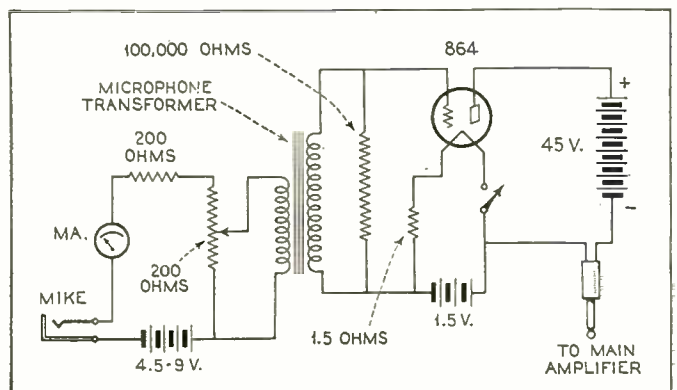 100,000 OHMS
864
MICROPHONE
TRANSFORMER
+
200
OHMS
45 V.
-
MA.
200
OHMS
MIKE
1.5 V.
1.5 OHMS
4.5-9 V.
TO MAIN
AMPLIFIER